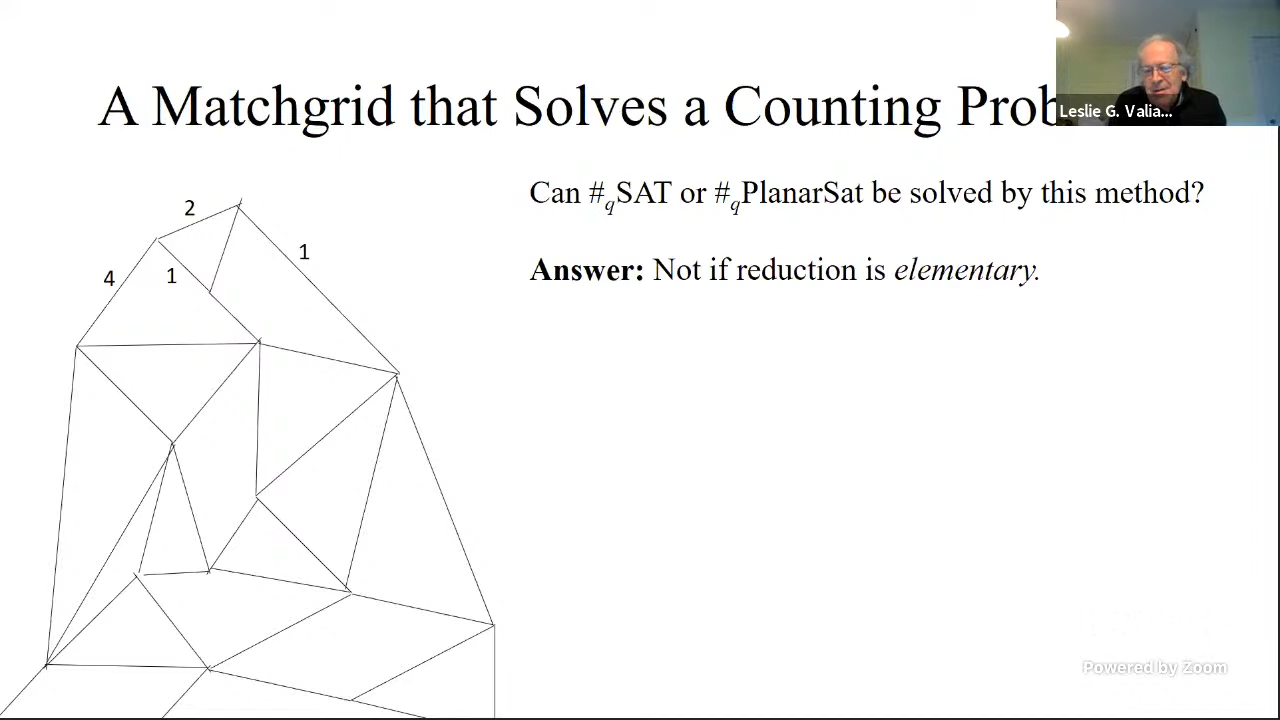 A Matchgrid that Solves a Counting Prob
Leslie G. Valia...
Can #qSAT or #qPlanarSat be solved by this method?
Answer: Not if reduction is elementary.
2
1
4
1
Powered by Zoom